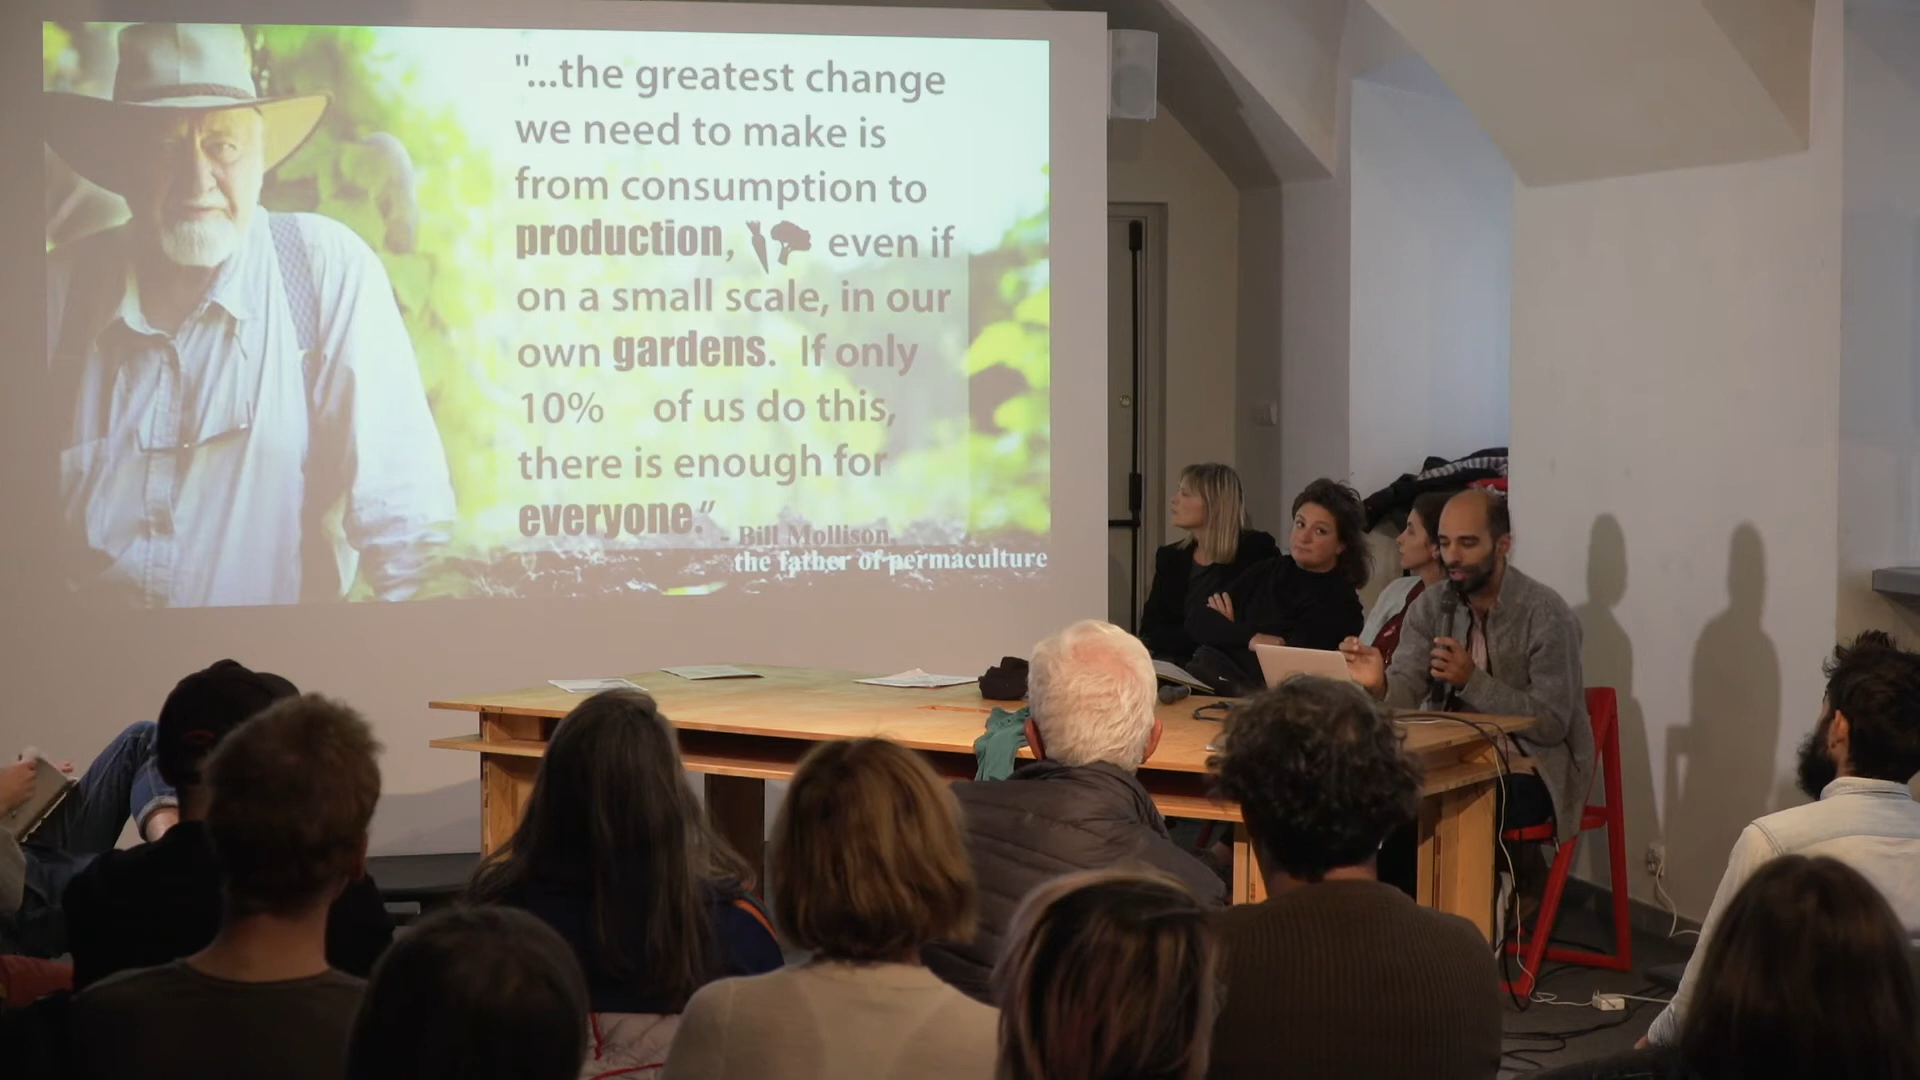 "...the greatest change
we need to make is
from consumption to
production, even if
on a small scale, in our
own gardens. If only
10% of us do this,
there is enough for
everyone."
- Bill Mollison,
the father of permaculture